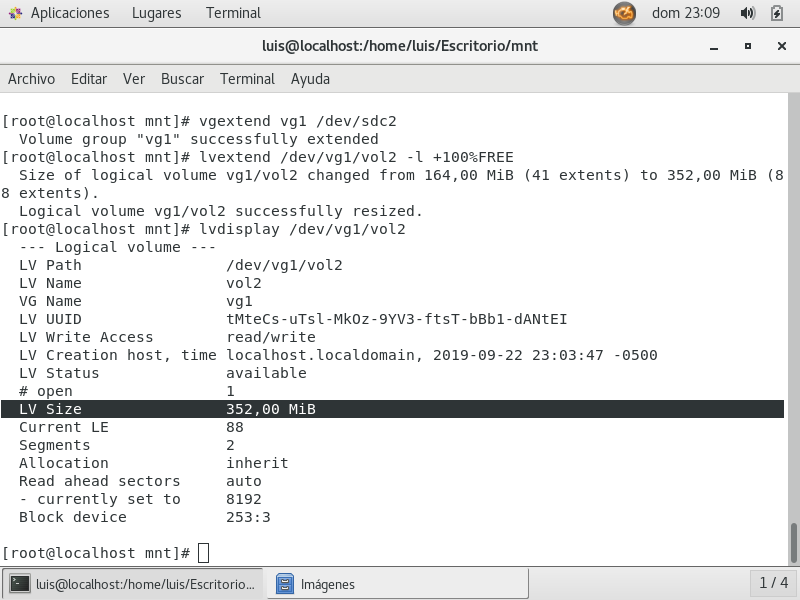 Aplicaciones Lugares Terminal dom 23:09
luis@localhost:/home/luis/Escritorio/mnt
Archivo Editar Ver Buscar Terminal Ayuda
[root@localhost mnt]# vgextend vg1 /dev/sdc2
  Volume group "vg1" successfully extended
[root@localhost mnt]# lvextend /dev/vg1/vol2 -l +100%FREE
  Size of logical volume vg1/vol2 changed from 164,00 MiB (41 extents) to 352,00 MiB (8
8 extents).
  Logical volume vg1/vol2 successfully resized.
[root@localhost mnt]# lvdisplay /dev/vg1/vol2
  --- Logical volume ---
  LV Path                /dev/vg1/vol2
  LV Name                vol2
  VG Name                vg1
  LV UUID                tMteCs-uTsl-MkOz-9YV3-ftsT-bBb1-dANtEI
  LV Write Access        read/write
  LV Creation host, time localhost.localdomain, 2019-09-22 23:03:47 -0500
  LV Status              available
  # open                 1
  LV Size                352,00 MiB
  Current LE             88
  Segments               2
  Allocation             inherit
  Read ahead sectors     auto
  - currently set to     8192
  Block device           253:3
[root@localhost mnt]#
luis@localhost:/home/luis/Escritorio... Imágenes 1 / 4